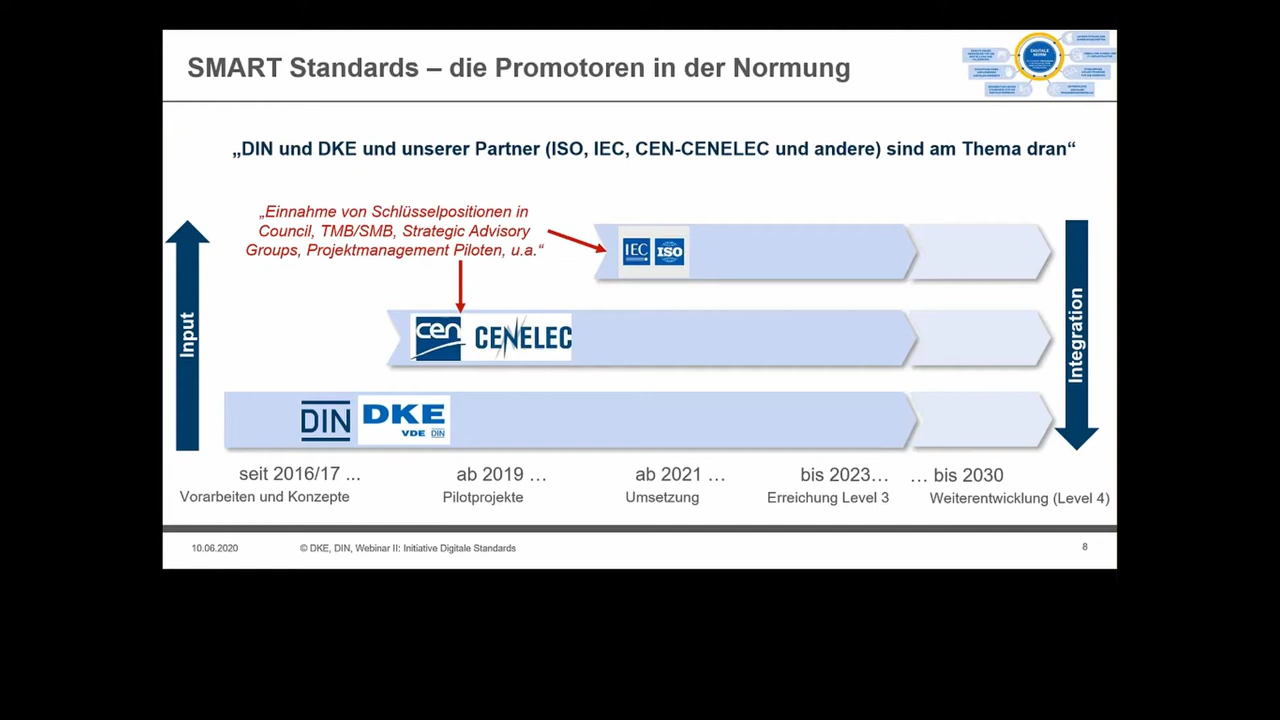 SMART Standards – die Promotoren in der Normung
DIGITALE
NORM
„DIN und DKE und unserer Partner (ISO, IEC, CEN-CENELEC und andere) sind am Thema dran“
„Einnahme von Schlüsselpositionen in
Council, TMB/SMB, Strategic Advisory
Groups, Projektmanagement Piloten, u.a.“
IEC ISO
Input
Integration
cen CENELEC
DIN DKE
VDE DIN
seit 2016/17 ... ab 2019 … ab 2021 … bis 2023… … bis 2030
Vorarbeiten und Konzepte Pilotprojekte Umsetzung Erreichung Level 3 Weiterentwicklung (Level 4)
10.06.2020 © DKE, DIN, Webinar II: Initiative Digitale Standards 8